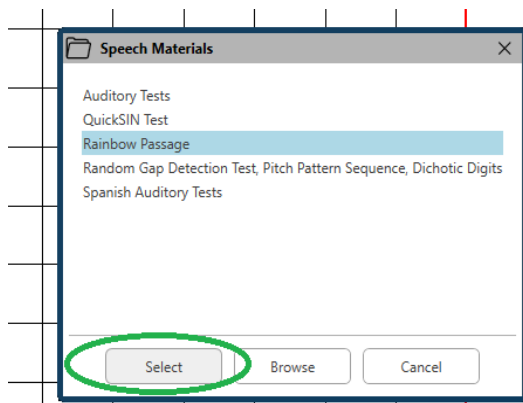 Speech Materials
Auditory Tests
QuickSIN Test
Rainbow Passage
Random Gap Detection Test, Pitch Pattern Sequence, Dichotic Digits
Spanish Auditory Tests
Select Browse Cancel